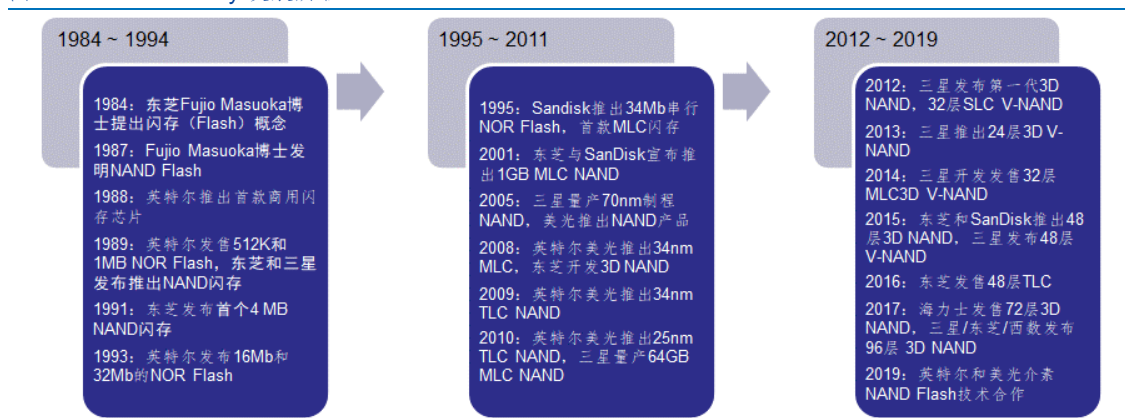 1984 ~ 1994
1984：东芝Fujio Masuoka博
士提出闪存（Flash）概念
1987：Fujio Masuoka博士发
明NAND Flash
1988：英特尔推出首款商用闪
存芯片
1989：英特尔发售512K和
1MB NOR Flash，东芝和三星
发布推出NAND闪存
1991：东芝发布首个4 MB
NAND闪存
1993：英特尔发布16Mb和
32Mb的NOR Flash
1995 ~ 2011
1995：Sandisk推出34Mb串行
NOR Flash，首款MLC闪存
2001：东芝与SanDisk宣布推
出1GB MLC NAND
2005：三星量产70nm制程
NAND，美光推出NAND产品
2008：英特尔美光推出34nm
MLC，东芝开发3D NAND
2009：英特尔美光推出34nm
TLC NAND
2010：英特尔美光推出25nm
TLC NAND，三星量产64GB
MLC NAND
2012 ~ 2019
2012：三星发布第一代3D
NAND，32层SLC V-NAND
2013：三星推出24层3D V-
NAND
2014：三星开发发售32层
MLC3D V-NAND
2015：东芝和SanDisk推出48
层3D NAND，三星发布48层
V-NAND
2016：东芝发售48层TLC
2017：海力士发售72层3D
NAND，三星/东芝/西数发布
96层 3D NAND
2019：英特尔和美光介素
NAND Flash技术合作